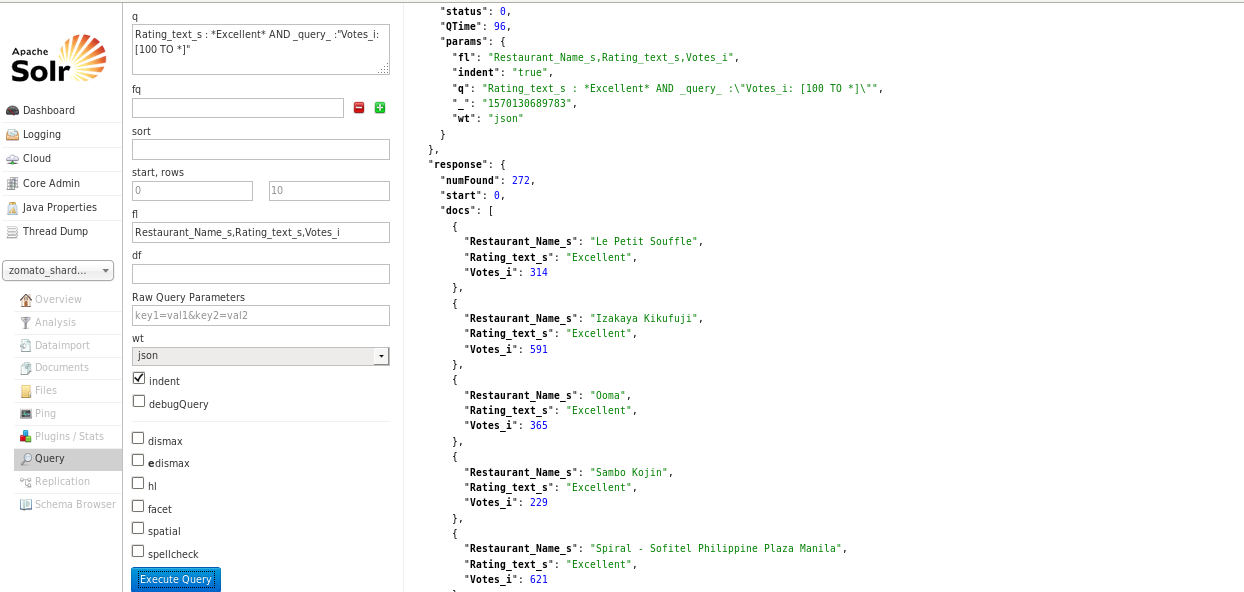 Apache
Solr
Dashboard
Logging
Cloud
Core Admin
Java Properties
Thread Dump
zomato_shard...
Overview
Analysis
Dataimport
Documents
Files
Ping
Plugins / Stats
Query
Replication
Schema Browser
q
Rating_text_s : *Excellent* AND _query_ :"Votes_i:
[100 TO *]"
fq
sort
start, rows
0 10
fl
Restaurant_Name_s,Rating_text_s,Votes_i
df
Raw Query Parameters
key1=val1&key2=val2
wt
json
indent
debugQuery
dismax
edismax
hl
facet
spatial
spellcheck
Execute Query
"status": 0,
"QTime": 96,
"params": {
"fl": "Restaurant_Name_s,Rating_text_s,Votes_i",
"indent": "true",
"q": "Rating_text_s : *Excellent* AND _query_ :\"Votes_i: [100 TO *]\"",
"_": "1570130689783",
"wt": "json"
}
},
"response": {
"numFound": 272,
"start": 0,
"docs": [
{
"Restaurant_Name_s": "Le Petit Souffle",
"Rating_text_s": "Excellent",
"Votes_i": 314
},
{
"Restaurant_Name_s": "Izakaya Kikufuji",
"Rating_text_s": "Excellent",
"Votes_i": 591
},
{
"Restaurant_Name_s": "Ooma",
"Rating_text_s": "Excellent",
"Votes_i": 365
},
{
"Restaurant_Name_s": "Sambo Kojin",
"Rating_text_s": "Excellent",
"Votes_i": 229
},
{
"Restaurant_Name_s": "Spiral - Sofitel Philippine Plaza Manila",
"Rating_text_s": "Excellent",
"Votes_i": 621